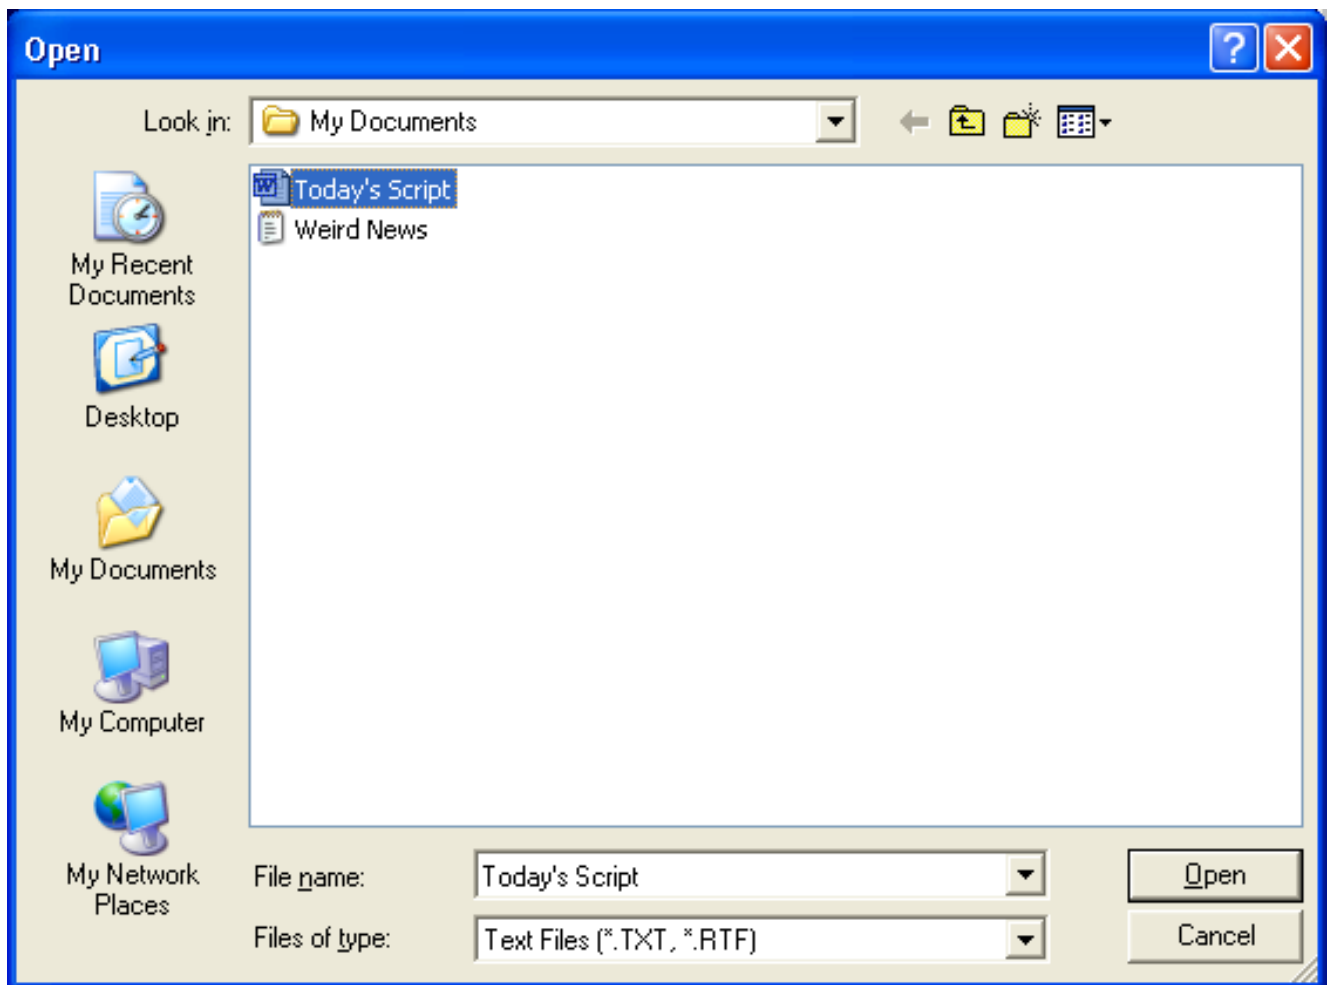 Open
Look in:
My Documents
Today's Script
Weird News
My Recent
Documents
Desktop
My Documents
My Computer
My Network
Places
File name:
Today's Script
Open
Files of type:
Text Files (*.TXT, *.RTF)
Cancel